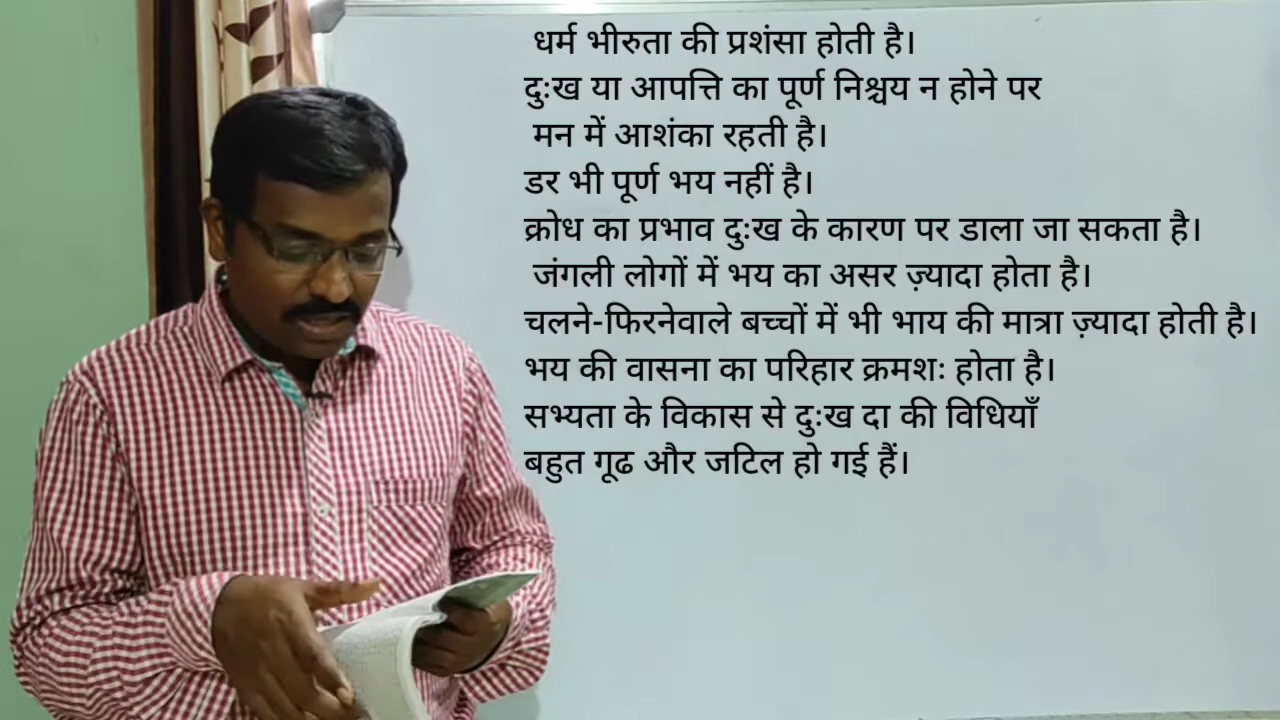 धर्म भीरुता की प्रशंसा होती है।
दुःख या आपत्ति का पूर्ण निश्चय न होने पर
मन में आशंका रहती है।
डर भी पूर्ण भय नहीं है।
क्रोध का प्रभाव दुःख के कारण पर डाला जा सकता है।
जंगली लोगों में भय का असर ज़्यादा होता है।
चलने-फिरनेवाले बच्चों में भी भाय की मात्रा ज़्यादा होती है।
भय की वासना का परिहार क्रमशः होता है।
सभ्यता के विकास से दुःख दा की विधियाँ
बहुत गूढ और जटिल हो गई हैं।